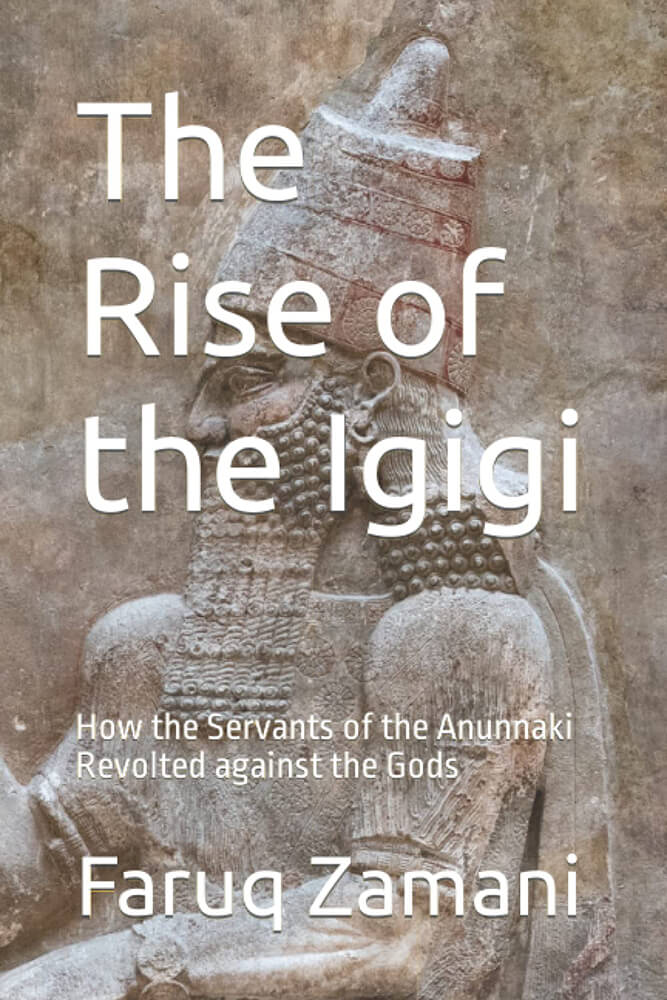 The
Rise of
the Igigi
How the Servants of the Anunnaki
Revolted against the Gods
Faruq Zamani